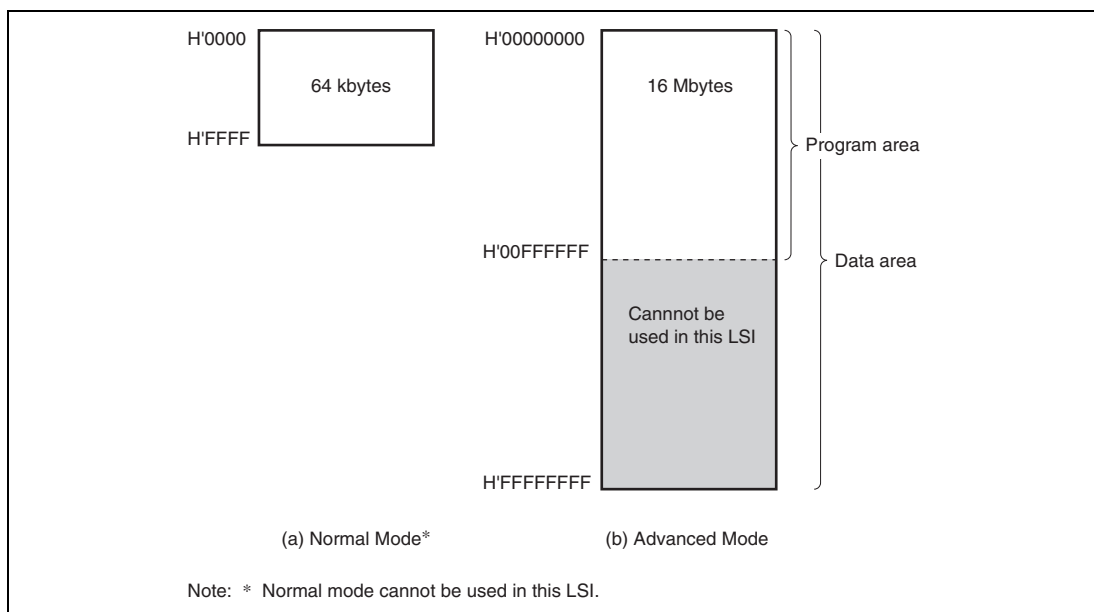 H'0000
64 kbytes
H'FFFF
(a) Normal Mode*
H'00000000
16 Mbytes
Program area
H'00FFFFFF
Data area
Cannnot be
used in this LSI
H'FFFFFFFF
(b) Advanced Mode
Note: * Normal mode cannot be used in this LSI.